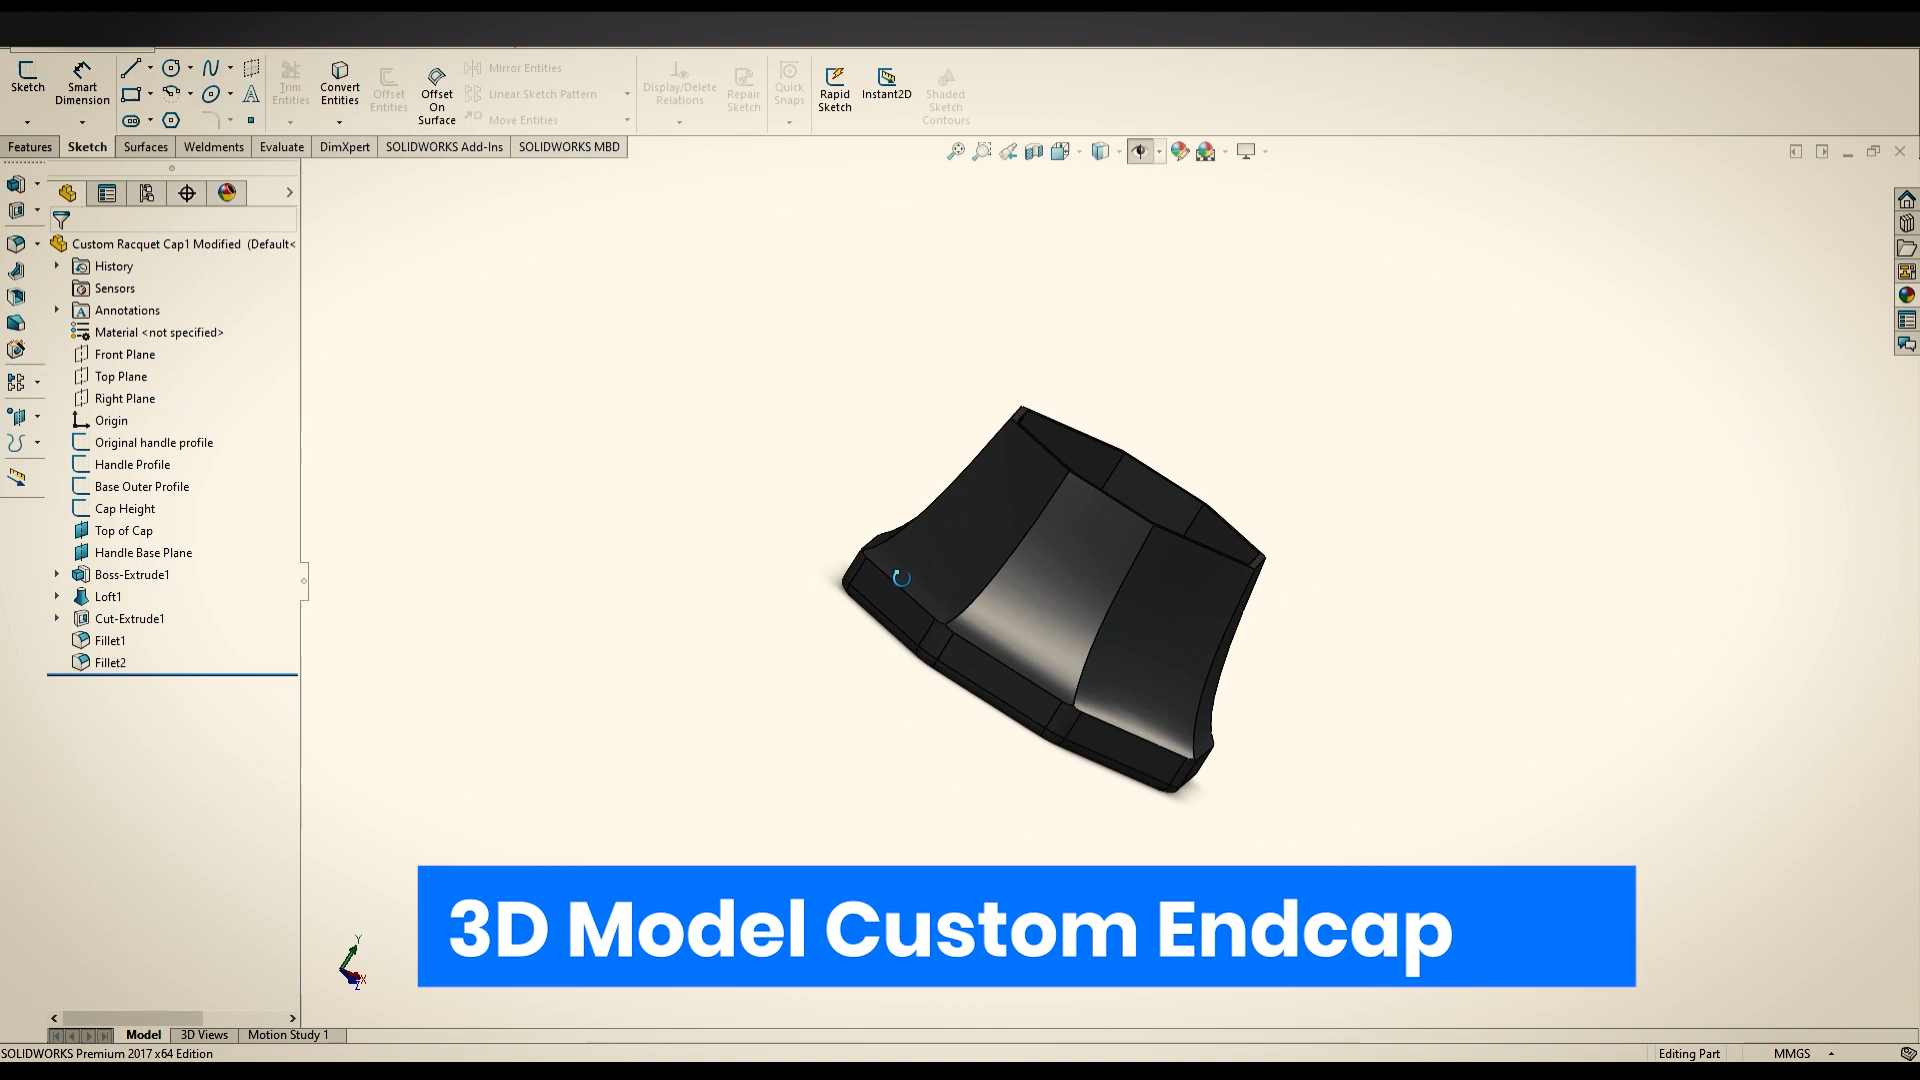 Sketch
Smart
Dimension
Trim
Entities
Convert
Entities
Offset
Entities
Offset
On
Surface
Mirror Entities
Linear Sketch Pattern
Move Entities
Display/Delete
Relations
Repair
Sketch
Quick
Snaps
Rapid
Sketch
Instant2D
Shaded
Sketch
Contours
Features
Sketch
Surfaces
Weldments
Evaluate
DimXpert
SOLIDWORKS Add-Ins
SOLIDWORKS MBD
Custom Racquet Cap1 Modified (Default<
History
Sensors
Annotations
Material <not specified>
Front Plane
Top Plane
Right Plane
Origin
Original handle profile
Handle Profile
Base Outer Profile
Cap Height
Top of Cap
Handle Base Plane
Boss-Extrude1
Loft1
Cut-Extrude1
Fillet1
Fillet2
3D Model Custom Endcap
Y
X
Z
Model
3D Views
Motion Study 1
SOLIDWORKS Premium 2017 x64 Edition
Editing Part
MMGS